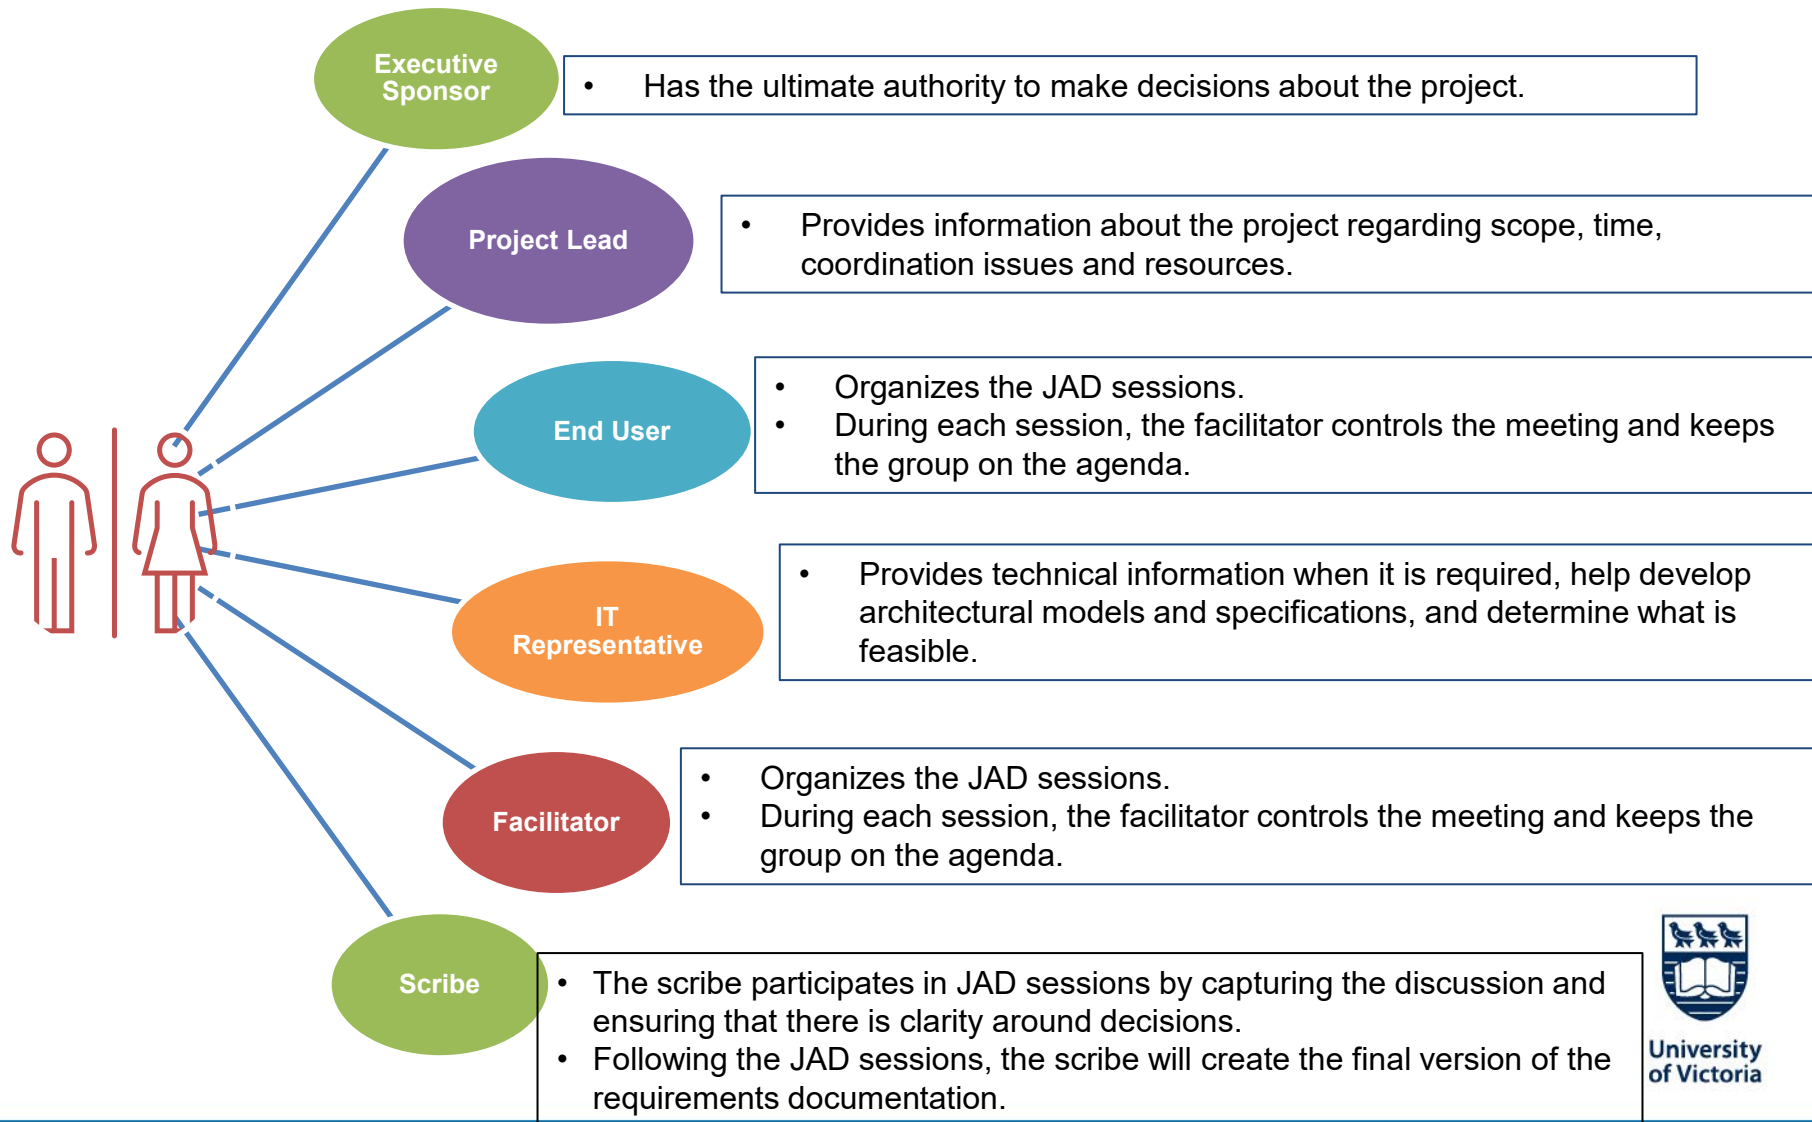 Executive
Sponsor
• Has the ultimate authority to make decisions about the project.
Project Lead
• Provides information about the project regarding scope, time,
coordination issues and resources.
End User
• Organizes the JAD sessions.
• During each session, the facilitator controls the meeting and keeps
the group on the agenda.
IT
Representative
• Provides technical information when it is required, help develop
architectural models and specifications, and determine what is
feasible.
Facilitator
• Organizes the JAD sessions.
• During each session, the facilitator controls the meeting and keeps the
group on the agenda.
Scribe
• The scribe participates in JAD sessions by capturing the discussion and
ensuring that there is clarity around decisions.
• Following the JAD sessions, the scribe will create the final version of the
requirements documentation.
University
of Victoria